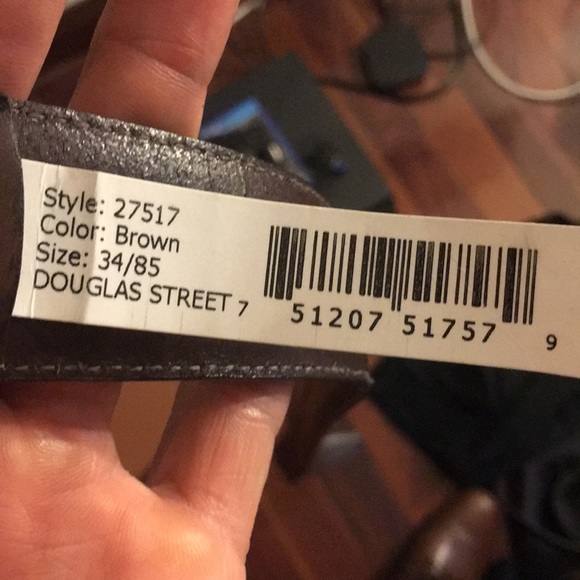 Style: 27517
Color: Brown
Size: 34/85
DOUGLAS STREET
7 51207 51757 9